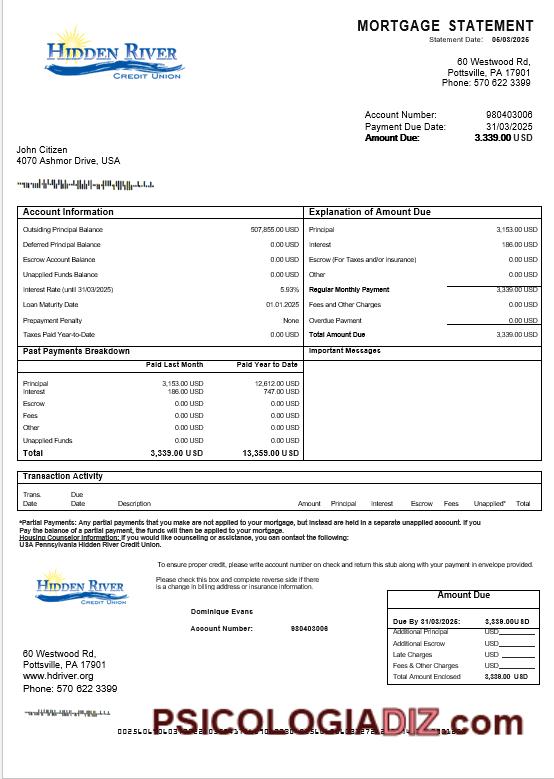 HIDDEN RIVER
CREDIT UNION
MORTGAGE STATEMENT
Statement Date: 05/03/2025
60 Westwood Rd,
Pottsville, PA 17901
Phone: 570 622 3399
Account Number: 980403006
Payment Due Date: 31/03/2025
Amount Due: 3.339.00 USD
John Citizen
4070 Ashmor Drive, USA
Account Information
Outsiding Principal Balance 507,855.00 USD
Deferred Principal Balance 0.00 USD
Escrow Account Balance 0.00 USD
Unapplied Funds Balance 0.00 USD
Interest Rate (until 31/03/2025) 5.93%
Loan Maturity Date 01.01.2025
Prepayment Penalty None
Taxes Paid Year-to-Date 0.00 USD
Explanation of Amount Due
Principal 3,153.00 USD
Interest 186.00 USD
Escrow (For Taxes and/or Insurance) 0.00 USD
Other 0.00 USD
Regular Monthly Payment 3,339.00 USD
Fees and Other Charges 0.00 USD
Overdue Payment 0.00 USD
Total Amount Due 3,339.00 USD
Past Payments Breakdown
Paid Last Month Paid Year to Date
Principal 3,153.00 USD 12,612.00 USD
Interest 186.00 USD 747.00 USD
Escrow 0.00 USD 0.00 USD
Fees 0.00 USD 0.00 USD
Other 0.00 USD 0.00 USD
Unapplied Funds 0.00 USD 0.00 USD
Total 3,339.00 USD 13,359.00 USD
Important Messages
Transaction Activity
Trans. Date Due Date Description Amount Principal Interest Escrow Fees Unapplied* Total
*Partial Payments: Any partial payments that you make are not applied to your mortgage, but instead are held in a separate unapplied account. If you
Pay the balance of a partial payment, the funds will then be applied to your mortgage.
Housing Counselor Information: If you would like counseling or assistance, you can contact the following:
USA Pennsylvania Hidden River Credit Union.
To ensure proper credit, please write account number on check and return this stub along with your payment in envelope provided.
HIDDEN RIVER
CREDIT UNION
Please check this box and complete reverse side if there
is a change in billing address or insurance information.
Dominique Evans
Account Number: 980403006
Amount Due
Due By 31/03/2025: 3,339.00USD
Additional Principal USD
Additional Escrow USD
Late Charges USD
Fees & Other Charges USD
Total Amount Enclosed 3,339.00 USD
60 Westwood Rd,
Pottsville, PA 17901
www.hdriver.org
Phone: 570 622 3399
PSICOLOGIADIZ.com